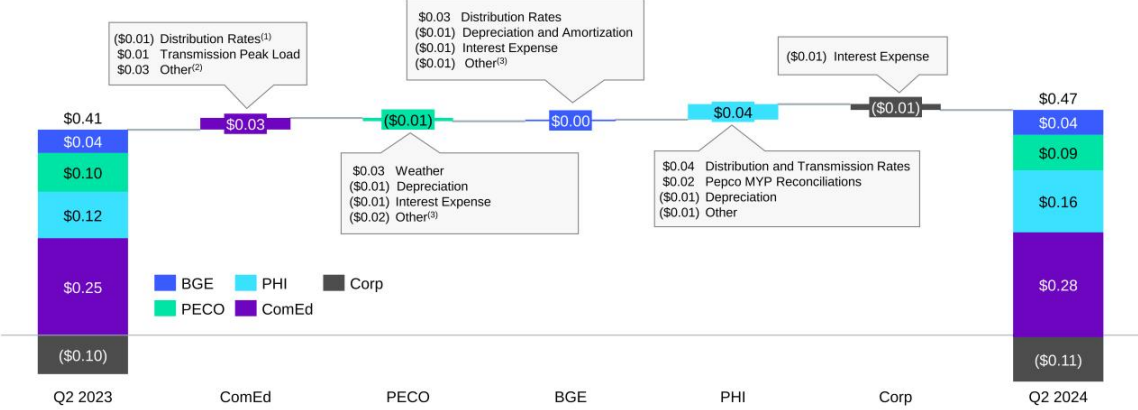 ($0.01) Distribution Rates(1)
$0.01 Transmission Peak Load
$0.03 Other(2)
$0.03 Distribution Rates
($0.01) Depreciation and Amortization
($0.01) Interest Expense
($0.01) Other(3)
($0.01) Interest Expense
$0.41
$0.04
$0.10
$0.12
$0.25
($0.10)
$0.03
($0.01)
$0.00
$0.04
($0.01)
$0.47
$0.04
$0.09
$0.16
$0.28
($0.11)
$0.03 Weather
($0.01) Depreciation
($0.01) Interest Expense
($0.02) Other(3)
$0.04 Distribution and Transmission Rates
$0.02 Pepco MYP Reconciliations
($0.01) Depreciation
($0.01) Other
BGE PHI Corp
PECO ComEd
Q2 2023 ComEd PECO BGE PHI Corp Q2 2024